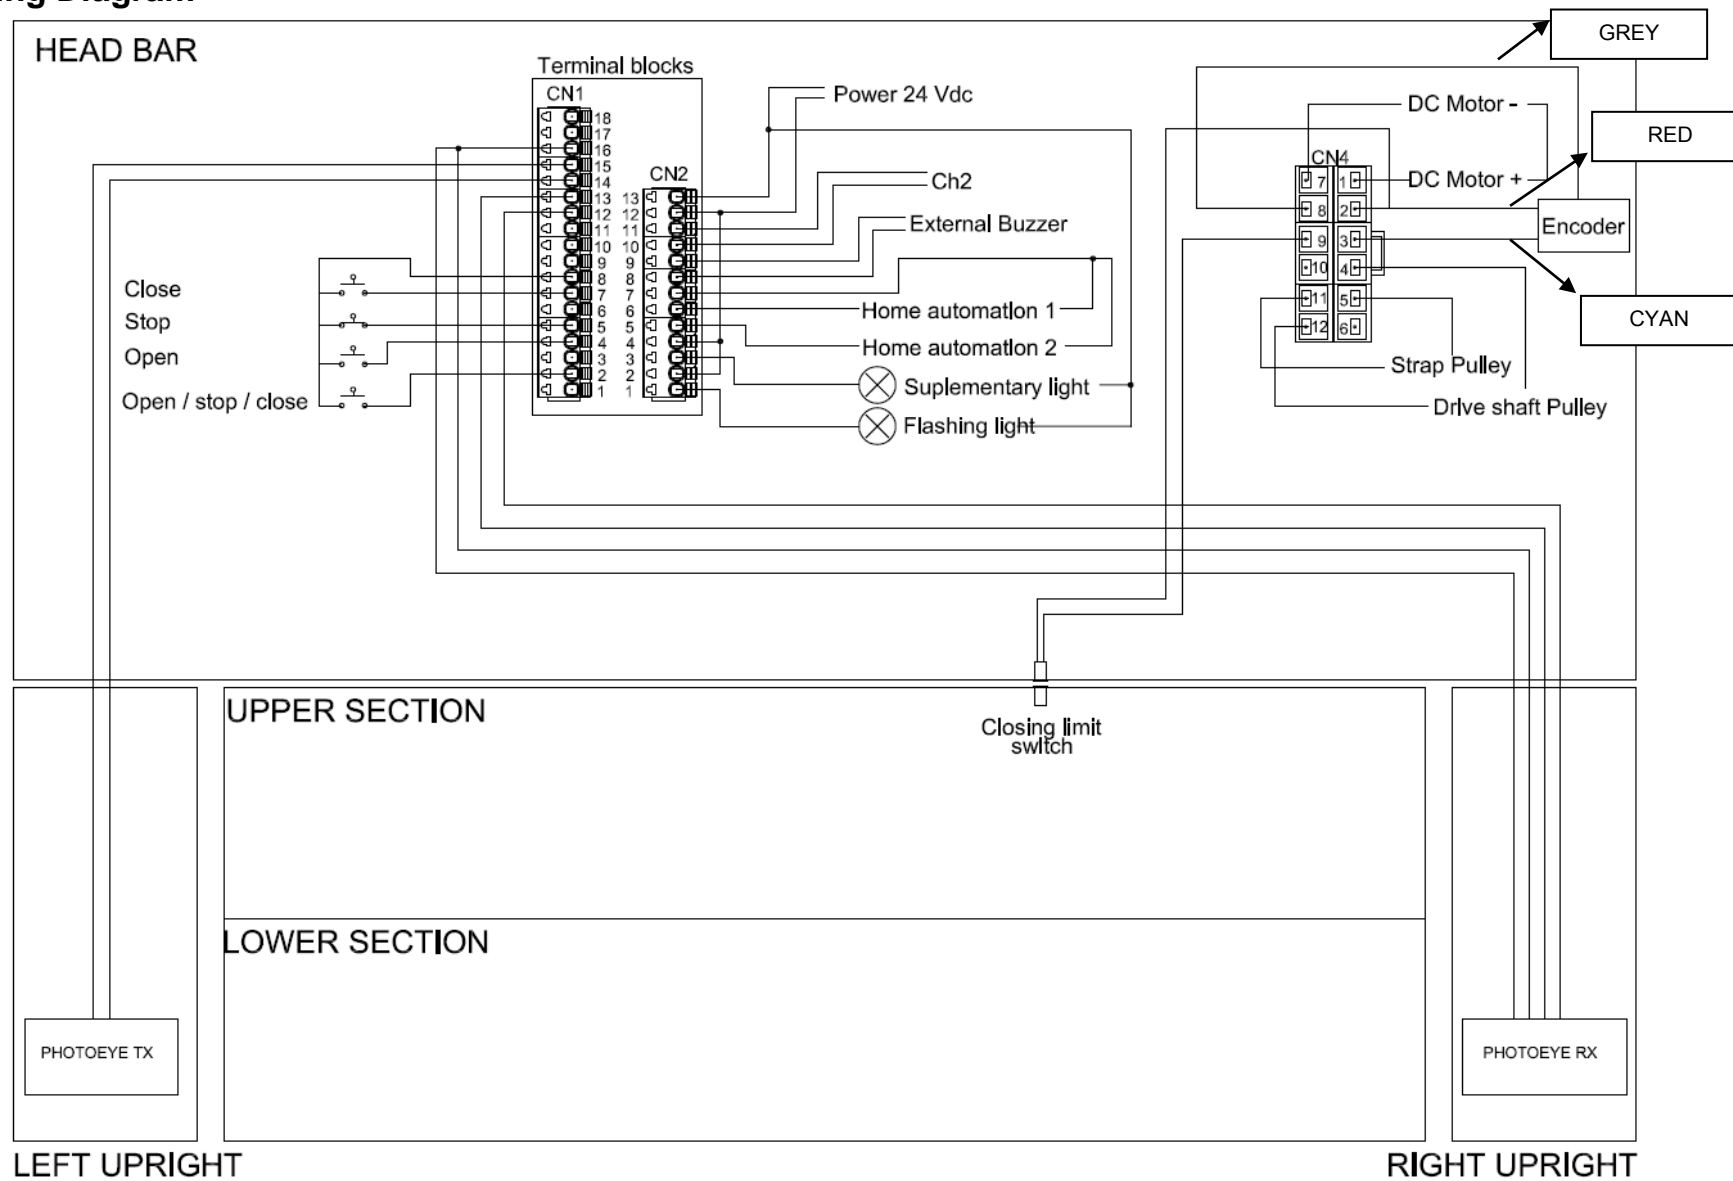 ing Diagram
HEAD BAR
GREY
Terminal blocks
CN1
Power 24 Vdc
DC Motor -
RED
18
17
16
15
14
13
12
11
10
9
8
7
6
5
4
3
2
1
CN2
13
12
11
10
9
8
7
6
5
4
3
2
1
Ch2
External Buzzer
Home automation 1
Home automation 2
Suplementary light
Flashing light
CN4
7 1
8 2
9 3
10 4
11 5
12 6
DC Motor +
Encoder
CYAN
Strap Pulley
Drive shaft Pulley
Close
Stop
Open
Open / stop / close
UPPER SECTION
Closing limit
switch
LOWER SECTION
PHOTOEYE TX
PHOTOEYE RX
LEFT UPRIGHT
RIGHT UPRIGHT